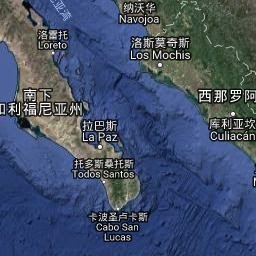 纳沃华
Navojoa
洛雷托
Loreto
洛斯莫奇斯
Los Mochis
南下
和利福尼亚州
西那罗阿
库利亚坎
Culiacán
拉巴斯
La Paz
托多斯桑托斯
Todos Santos
卡波圣卢卡斯
Cabo San
Lucas